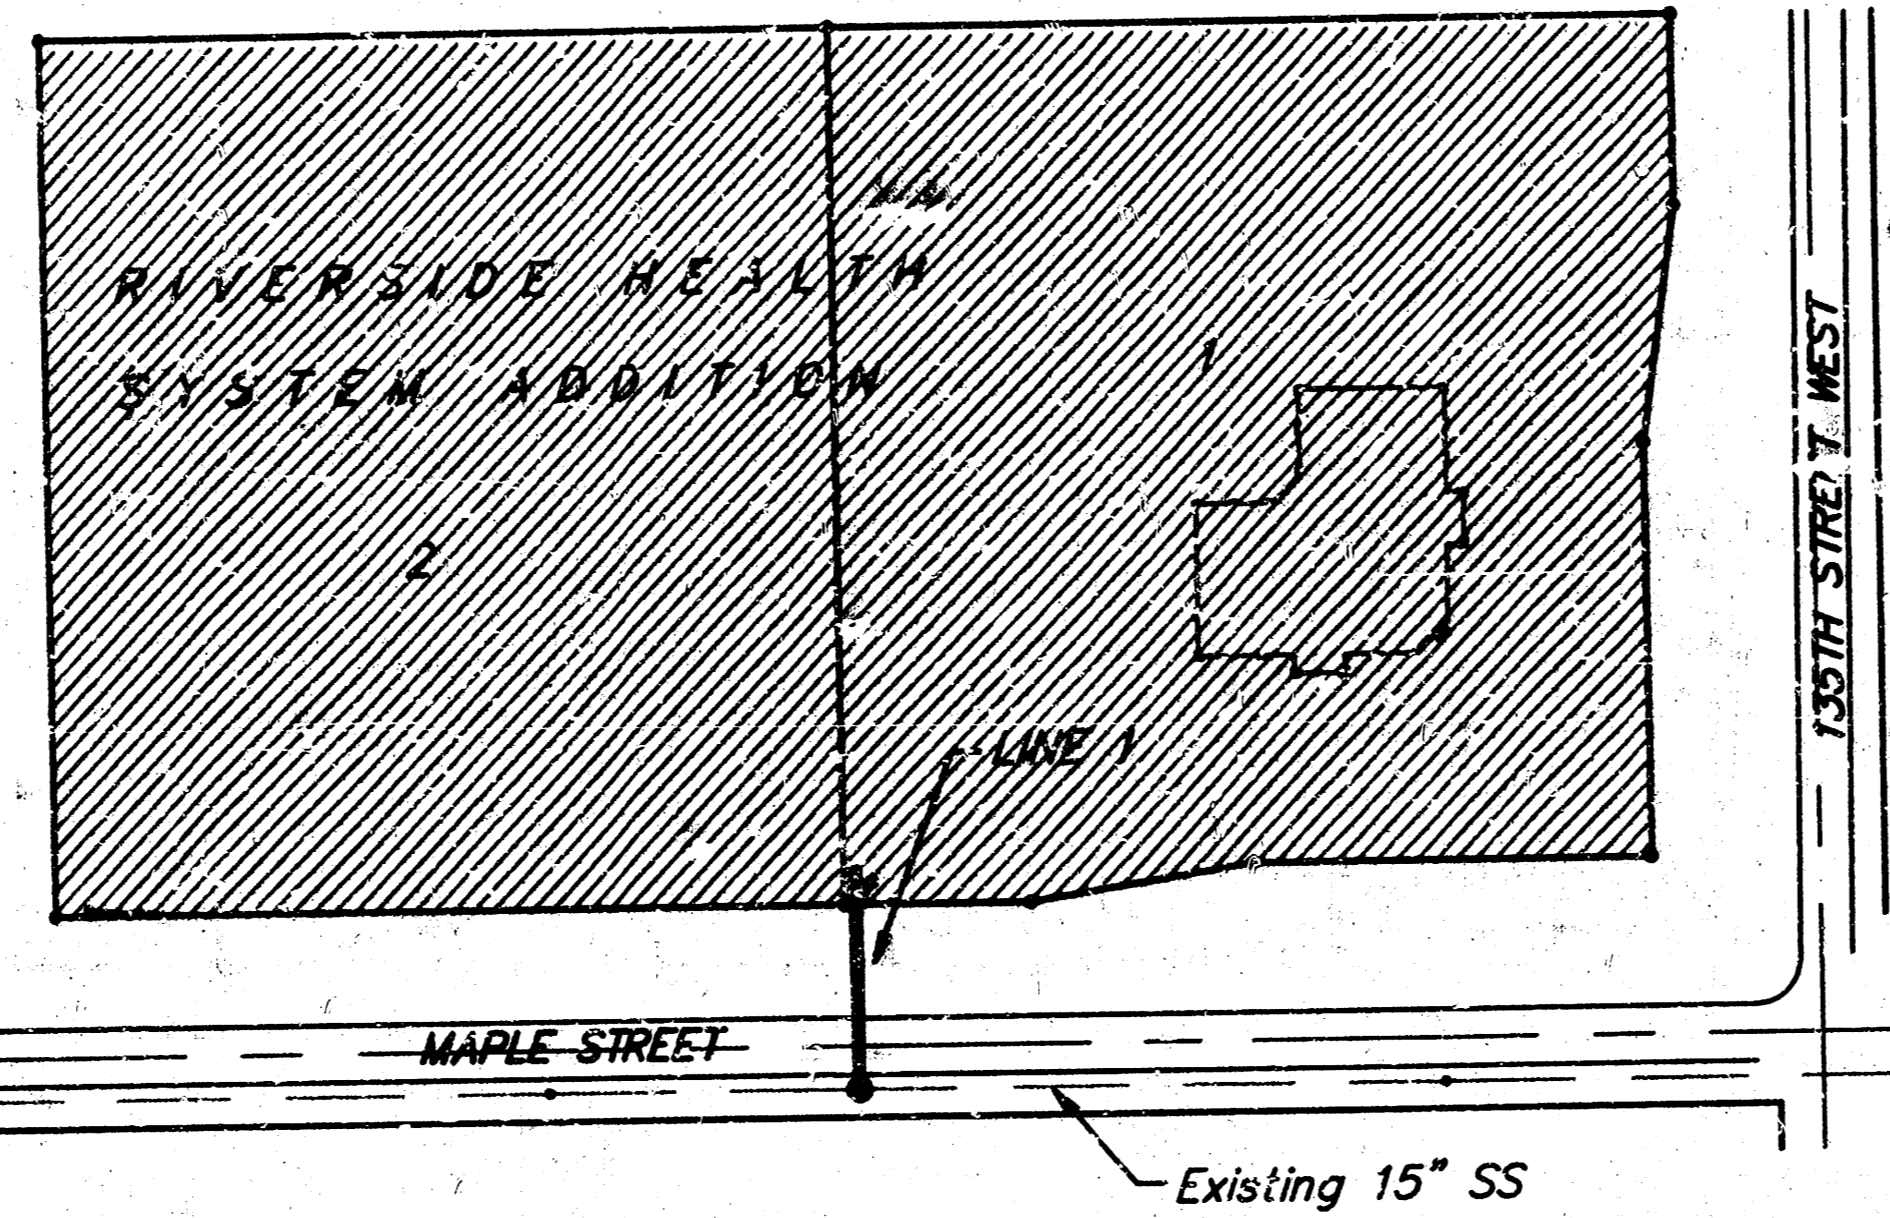 RIVERSIDE HEALTH
SYSTEM ADDITION
1
2
LINE 1
135TH STREET WEST
MAPLE STREET
Existing 15" SS